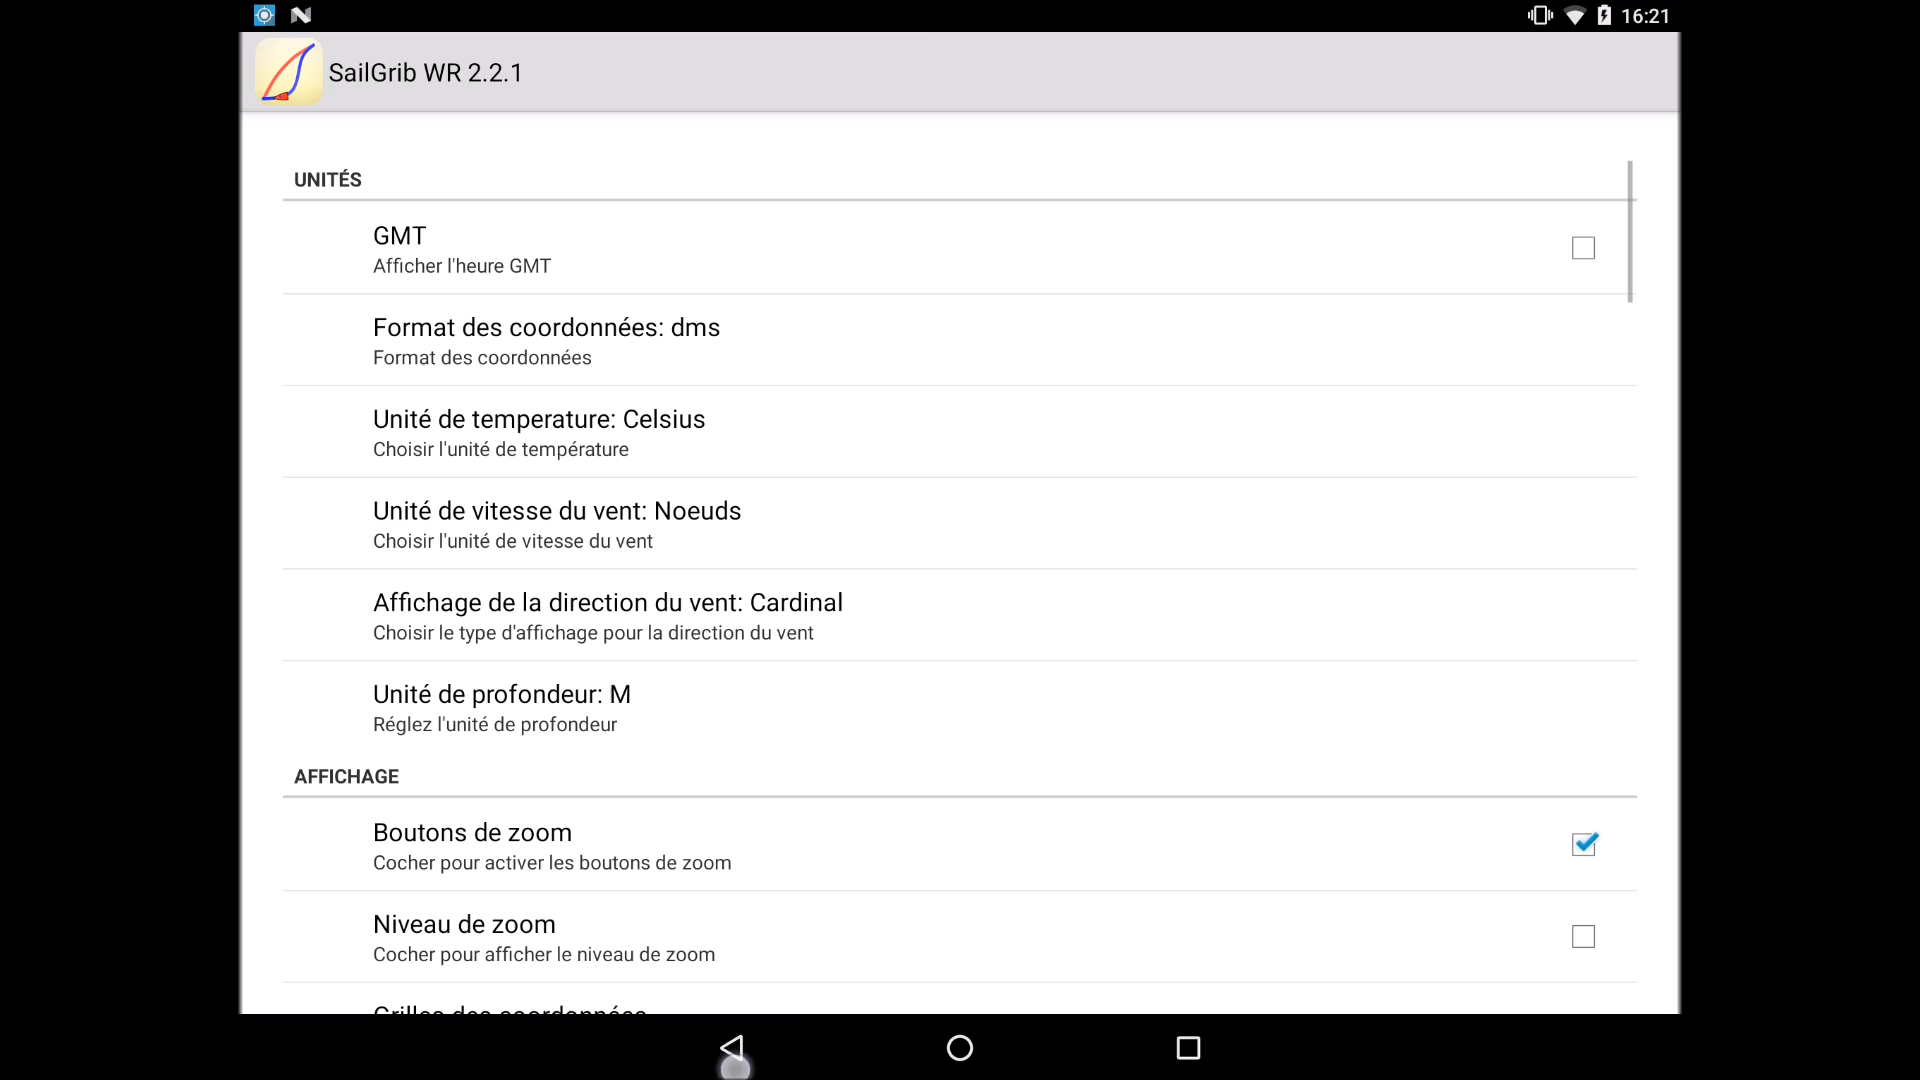 16:21
SailGrib WR 2.2.1
UNITÉS
GMT
Afficher l'heure GMT
Format des coordonnées: dms
Format des coordonnées
Unité de temperature: Celsius
Choisir l'unité de température
Unité de vitesse du vent: Noeuds
Choisir l'unité de vitesse du vent
Affichage de la direction du vent: Cardinal
Choisir le type d'affichage pour la direction du vent
Unité de profondeur: M
Réglez l'unité de profondeur
AFFICHAGE
Boutons de zoom
Cocher pour activer les boutons de zoom
Niveau de zoom
Cocher pour afficher le niveau de zoom
Grilles des coordonnées